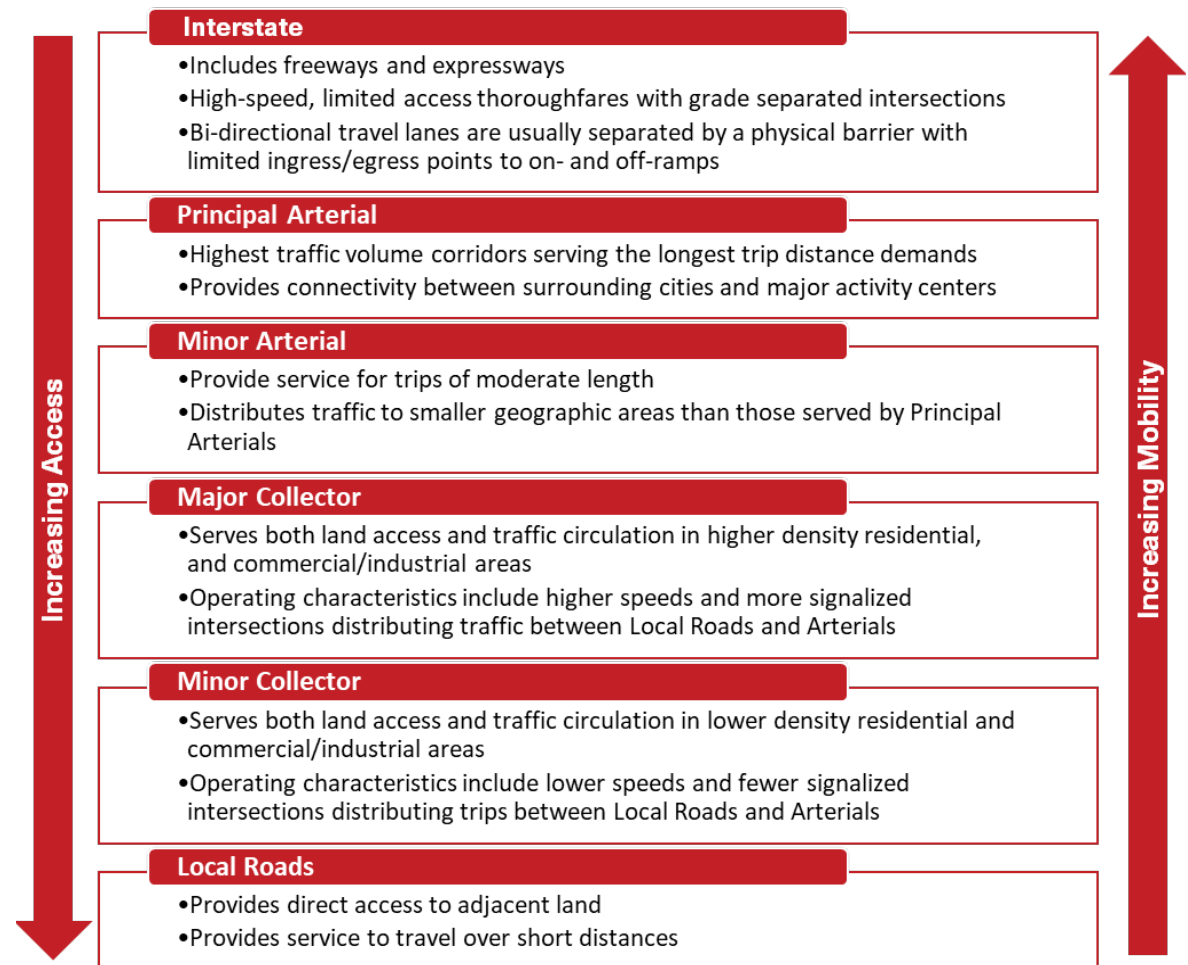 Interstate
•Includes freeways and expressways
•High-speed, limited access thoroughfares with grade separated intersections
•Bi-directional travel lanes are usually separated by a physical barrier with
limited ingress/egress points to on- and off-ramps
Principal Arterial
•Highest traffic volume corridors serving the longest trip distance demands
•Provides connectivity between surrounding cities and major activity centers
Minor Arterial
•Provide service for trips of moderate length
•Distributes traffic to smaller geographic areas than those served by Principal
Arterials
Major Collector
•Serves both land access and traffic circulation in higher density residential,
and commercial/industrial areas
•Operating characteristics include higher speeds and more signalized
intersections distributing traffic between Local Roads and Arterials
Minor Collector
•Serves both land access and traffic circulation in lower density residential and
commercial/industrial areas
•Operating characteristics include lower speeds and fewer signalized
intersections distributing trips between Local Roads and Arterials
Local Roads
•Provides direct access to adjacent land
•Provides service to travel over short distances
Increasing Access
Increasing Mobility